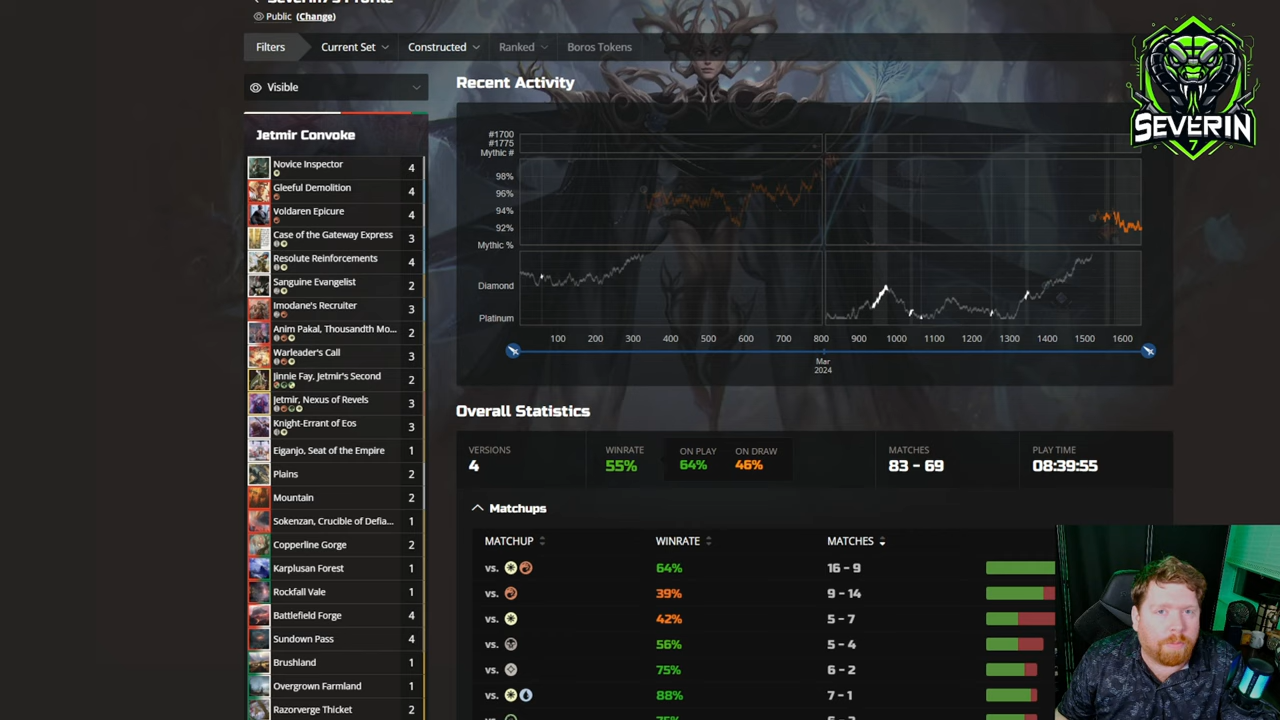 Severin7's Profile
Public (Change)
Filters Current Set Constructed Ranked Boros Tokens
SEVERIN
7
Visible
Recent Activity
Jetmir Convoke
Novice Inspector 4
Gleeful Demolition 4
Voldaren Epicure 4
Case of the Gateway Express 3
Resolute Reinforcements 4
Sanguine Evangelist 2
Imodane's Recruiter 3
Anim Pakal, Thousandth Mo... 2
Warleader's Call 3
Jinnie Fay, Jetmir's Second 2
Jetmir, Nexus of Revels 3
Knight-Errant of Eos 3
Eiganjo, Seat of the Empire 1
Plains 2
Mountain 2
Sokenzan, Crucible of Defia... 1
Copperline Gorge 2
Karplusan Forest 1
Rockfall Vale 1
Battlefield Forge 4
Sundown Pass 4
Brushland 1
Overgrown Farmland 1
Razorverge Thicket 2
#1700
#1775
Mythic #
98%
96%
94%
92%
Mythic %
Diamond
Platinum
100 200 300 400 500 600 700 800 900 1000 1100 1200 1300 1400 1500 1600
Mar
2024
Overall Statistics
VERSIONS WINRATE ON PLAY ON DRAW MATCHES PLAY TIME
4 55% 64% 46% 83 - 69 08:39:55
Matchups
MATCHUP WINRATE MATCHES
vs. 64% 16 - 9
vs. 39% 9 - 14
vs. 42% 5 - 7
vs. 56% 5 - 4
vs. 75% 6 - 2
vs. 88% 7 - 1